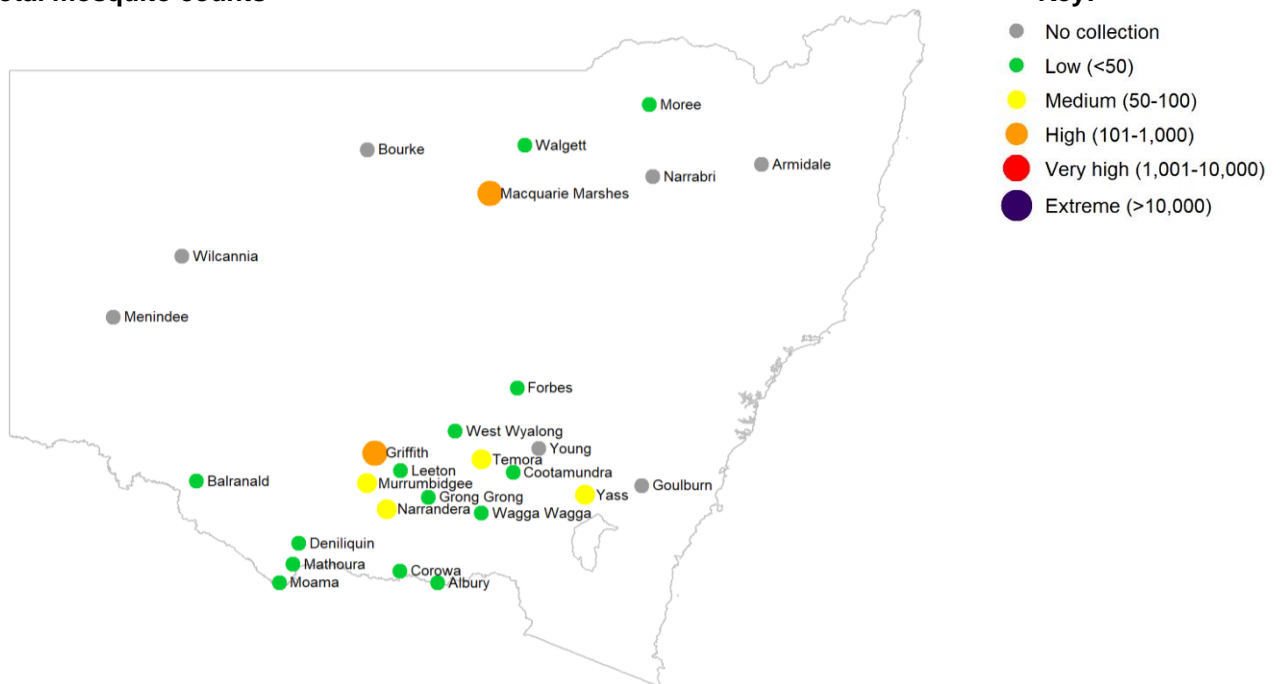 mosquito counts
No collection
Low (<50)
Medium (50-100)
High (101-1,000)
Very high (1,001-10,000)
Extreme (>10,000)
Moree
Bourke
Walgett
Armidale
Narrabri
Macquarie Marshes
Wilcannia
Menindee
Forbes
West Wyalong
Young
Griffith
Temora
Leeton
Cootamundra
Balranald
Murrumbidgee
Goulburn
Grong Grong
Yass
Narrandera
Wagga Wagga
Deniliquin
Mathoura
Corowa
Moama
Albury